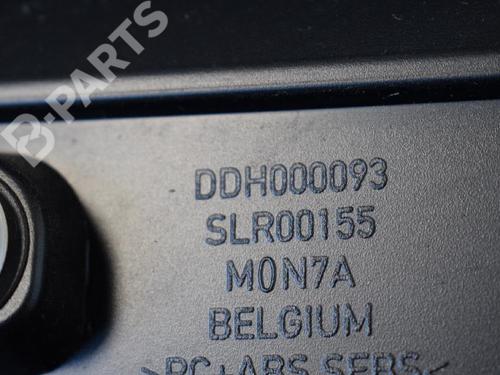 B-PARTS
DDH000093
SLR00155
M0N7A
BELGIUM
>PC+ABS SEBS<